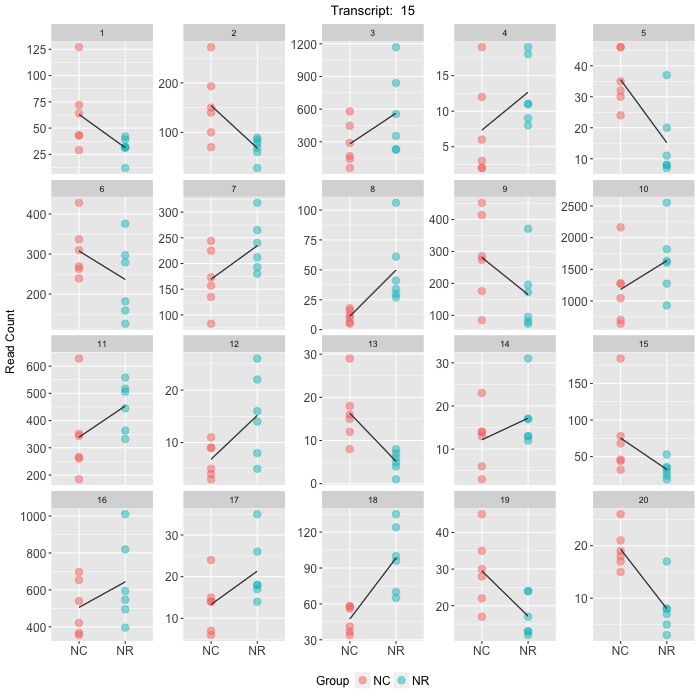 Transcript: 15
1 2 3 4 5
125 100 75 50 25
200 100
1200 900 600 300
15 10 5
40 30 20 10
6 7 8 9 10
400 300 200
300 250 200 150 100
100 75 50 25 0
400 300 200 100
2500 2000 1500 1000
Read Count
11 12 13 14 15
600 500 400 300 200
20 10
30 20 10 0
30 20 10
150 100 50
16 17 18 19 20
1000 800 600 400
30 20 10
120 90 60 30
40 30 20
20 10
NC NR NC NR NC NR NC NR NC NR
Group NC NR